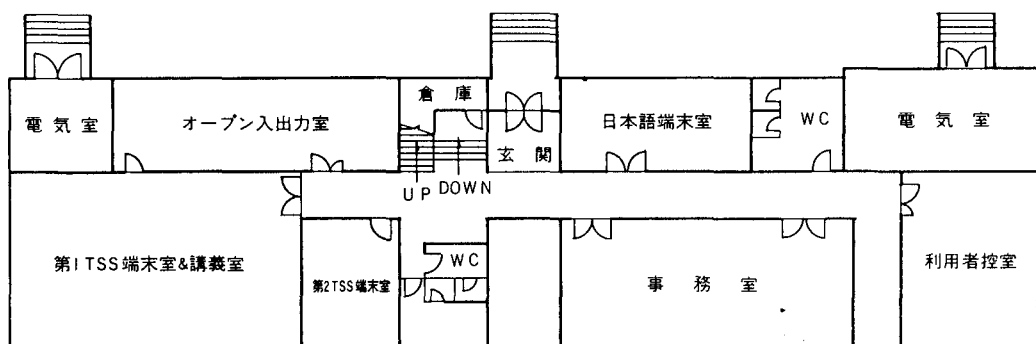 倉庫
電気室
オープン入出力室
日本語端末室
WC
電気室
玄関
UP
DOWN
第1TSS端末室&講義室
第2TSS端末室
WC
事務室
利用者控室